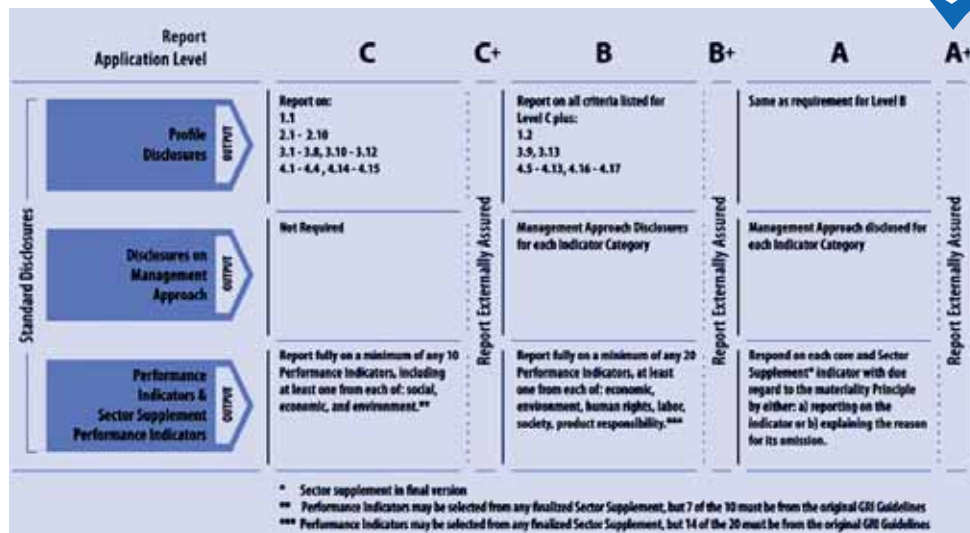 Report
Application Level
C
C+
B
B+
A
A+
Standard Disclosures
Profile
Disclosures
OUTPUT
Report on:
1.1
2.1 - 2.10
3.1 - 3.8, 3.10 - 3.12
4.1 - 4.4 , 4.14 - 4.15
Report on all criteria listed for
Level C plus:
1.2
3.9, 3.13
4.5 - 4.13, 4.16 - 4.17
Same as requirement for Level B
Disclosures on
Management
Approach
OUTPUT
Not Required
Management Approach Disclosures
for each Indicator Category
Management Approach disclosed for
each Indicator Category
Performance
Indicators &
Sector Supplement
Performance Indicators
OUTPUT
Report fully on a minimum of any 10
Performance Indicators, including
at least one from each of: social,
economic, and environment.**
Report fully on a minimum of any 20
Performance Indicators, at least
one from each of: economic,
environment, human rights, labor,
society, product responsibility.***
Respond on each core and Sector
Supplement* indicator with due
regard to the materiality Principle
by either: a) reporting on the
indicator or b) explaining the reason
for its omission.
Report Externally Assured
Report Externally Assured
Report Externally Assured
* Sector supplement in final version
** Performance Indicators may be selected from any finalized Sector Supplement, but 7 of the 10 must be from the original GRI Guidelines
*** Performance Indicators may be selected from any finalized Sector Supplement, but 14 of the 20 must be from the original GRI Guidelines